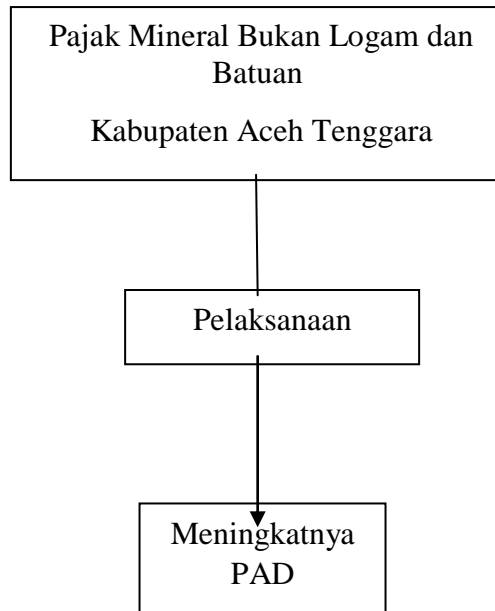 Pajak Mineral Bukan Logam dan
Batuan
Kabupaten Aceh Tenggara
Pelaksanaan
Meningkatnya
PAD